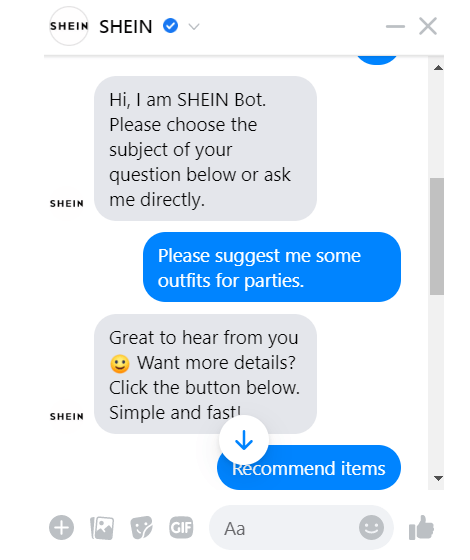 SHEIN SHEIN
Hi, I am SHEIN Bot.
Please choose the
subject of your
question below or ask
me directly.
SHEIN
Please suggest me some
outfits for parties.
Great to hear from you
🙂 Want more details?
Click the button below.
Simple and fast!
SHEIN
Recommend items
GIF
Aa